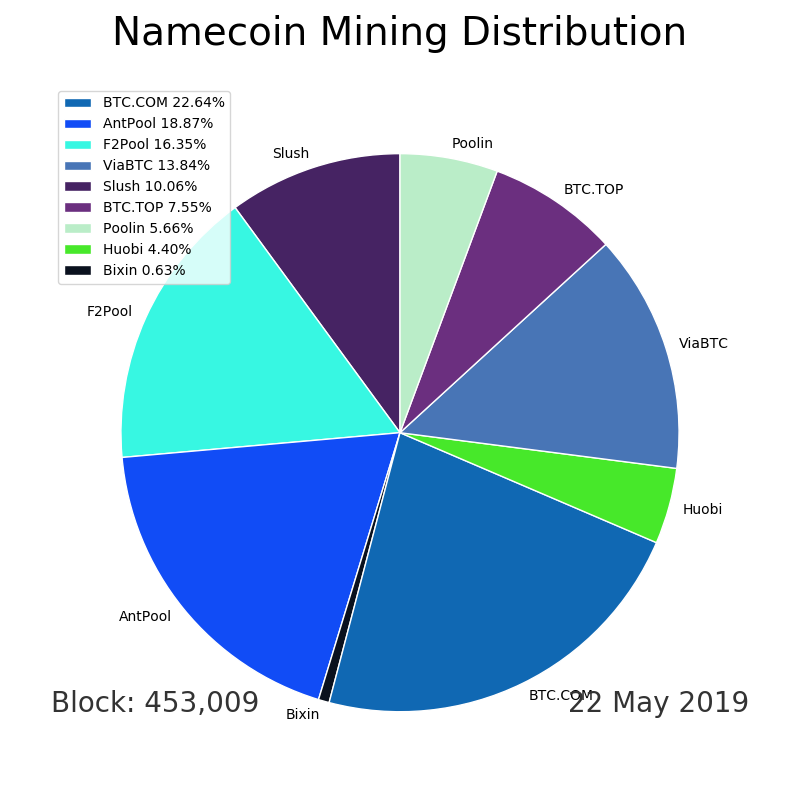 Namecoin Mining Distribution
BTC.COM 22.64%
AntPool 18.87%
F2Pool 16.35%
ViaBTC 13.84%
Slush 10.06%
BTC.TOP 7.55%
Poolin 5.66%
Huobi 4.40%
Bixin 0.63%
Poolin
Slush
BTC.TOP
F2Pool
ViaBTC
Huobi
AntPool
BTC.COM
Block: 453,009
22 May 2019
Bixin